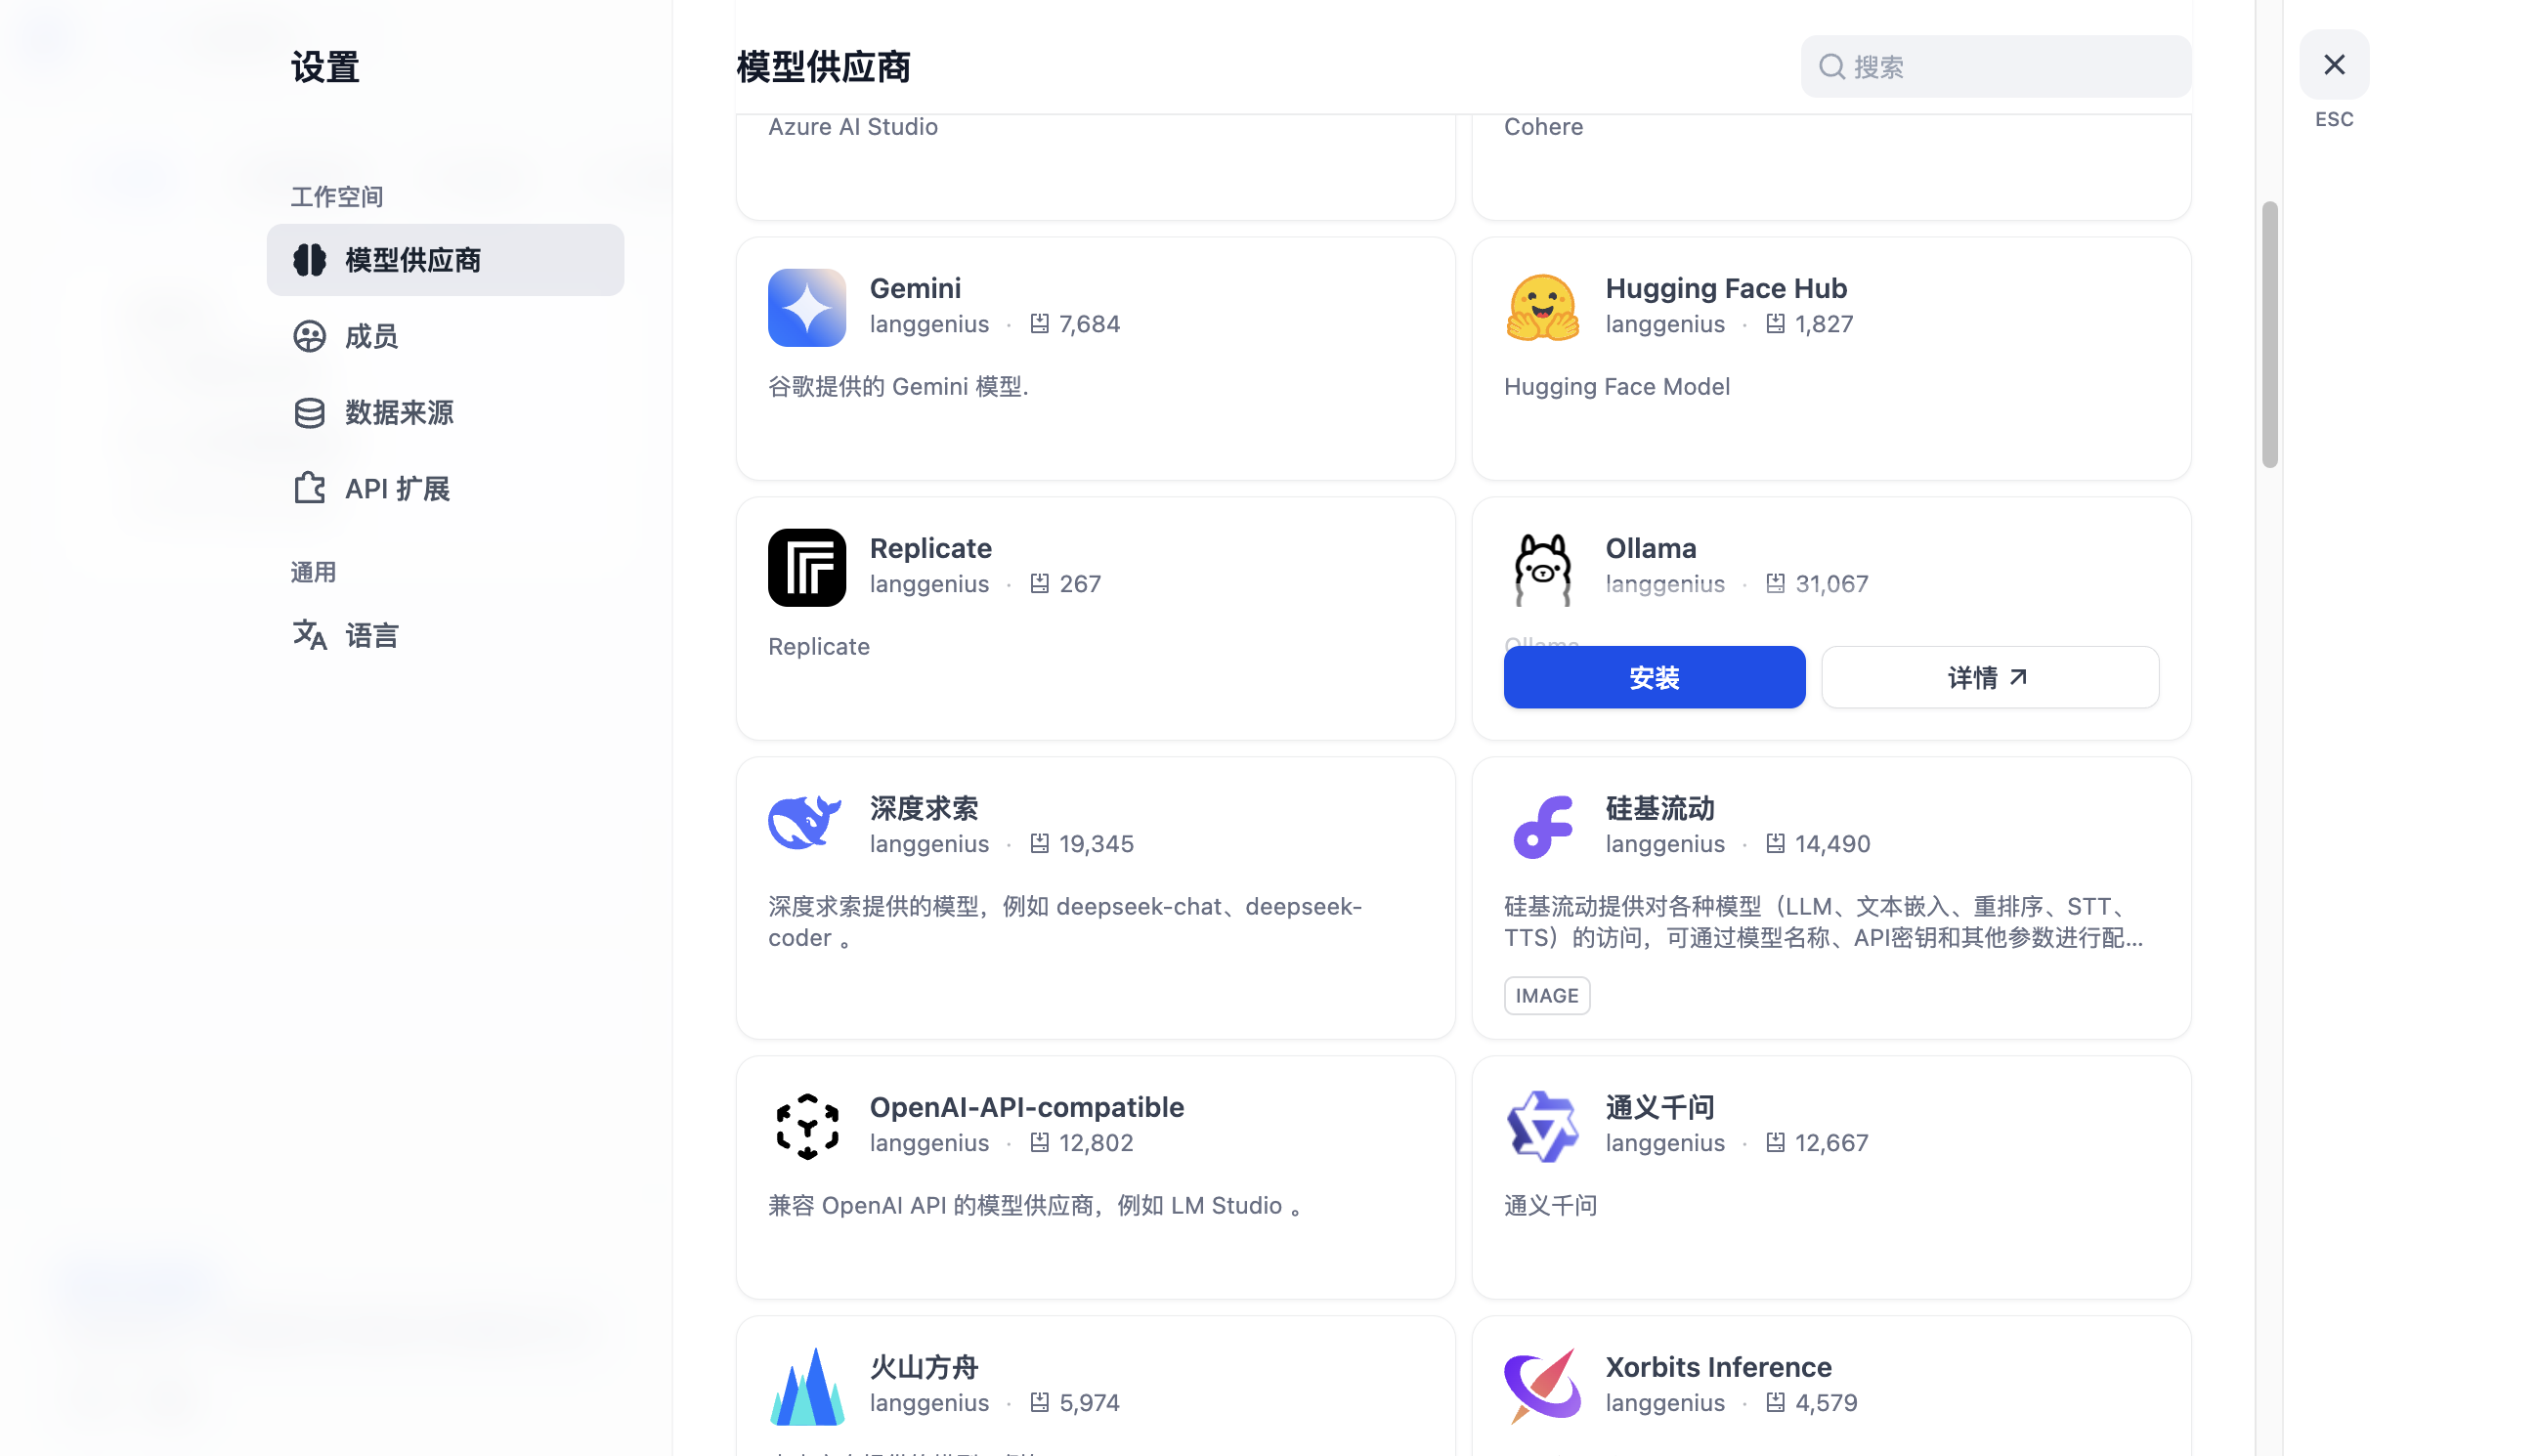 设置
工作空间
模型供应商
成员
数据来源
API 扩展
通用
语言
模型供应商
搜索
ESC
Azure AI Studio
Cohere
Gemini
langgenius · 7,684
谷歌提供的 Gemini 模型.
Hugging Face Hub
langgenius · 1,827
Hugging Face Model
Replicate
langgenius · 267
Replicate
Ollama
langgenius · 31,067
Ollama
安装
详情
深度求索
langgenius · 19,345
深度求索提供的模型，例如 deepseek-chat、deepseek-
coder 。
硅基流动
langgenius · 14,490
硅基流动提供对各种模型（LLM、文本嵌入、重排序、STT、
TTS）的访问，可通过模型名称、API密钥和其他参数进行配...
IMAGE
OpenAI-API-compatible
langgenius · 12,802
兼容 OpenAI API 的模型供应商，例如 LM Studio 。
通义千问
langgenius · 12,667
通义千问
火山方舟
langgenius · 5,974
Xorbits Inference
langgenius · 4,579